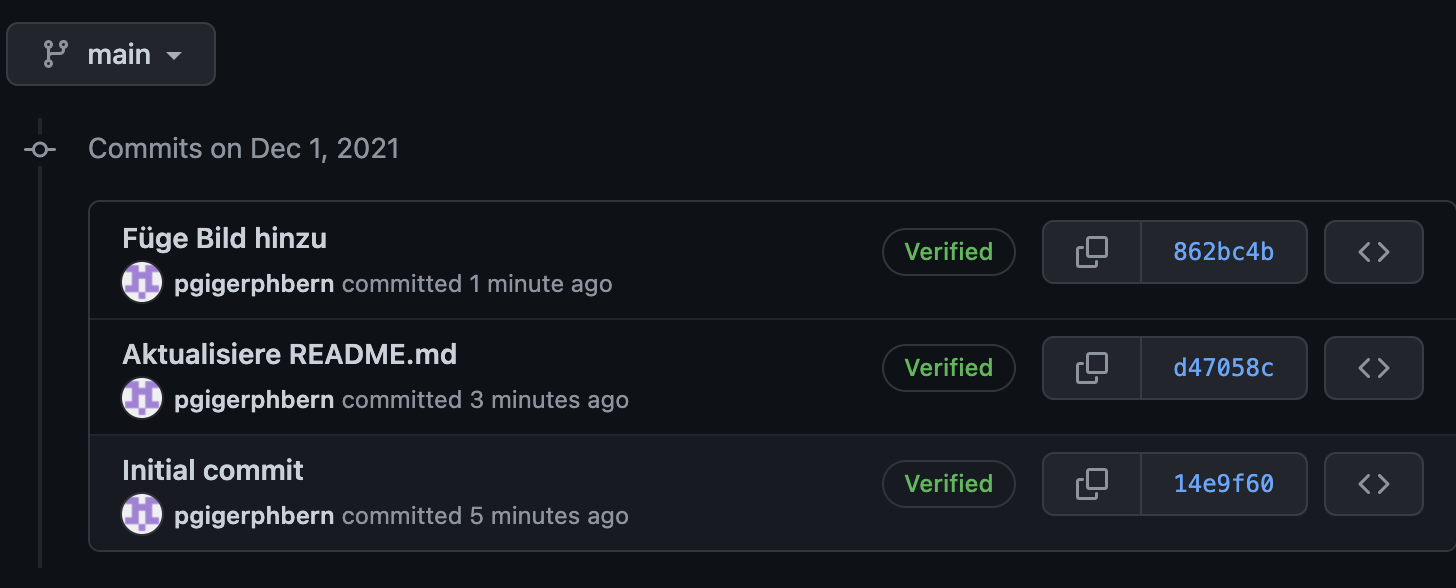 main
Commits on Dec 1, 2021
Füge Bild hinzu
pgigerphbern committed 1 minute ago
Verified
862bc4b
Aktualisiere README.md
pgigerphbern committed 3 minutes ago
Verified
d47058c
Initial commit
pgigerphbern committed 5 minutes ago
Verified
14e9f60